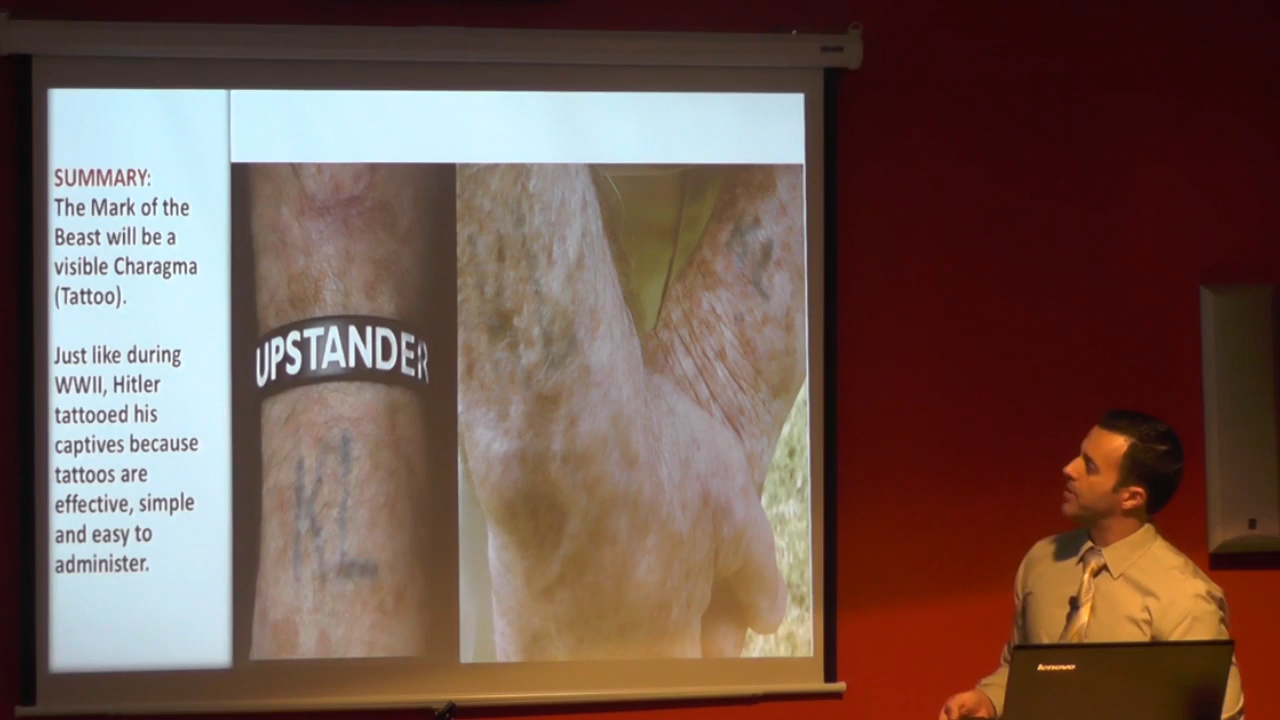 SUMMARY:
The Mark of the
Beast will be a
visible Charagma
(Tattoo).
Just like during
WWII, Hitler
tattooed his
captives because
tattoos are
effective, simple
and easy to
administer.
UPSTANDER
KL
lenovo